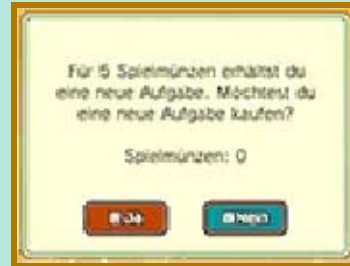 Für 15 Spielmünzen erhältst du
eine neue Aufgabe. Möchtest du
eine neue Aufgabe kaufen?
Spielmünzen: 0
Ja
Nein